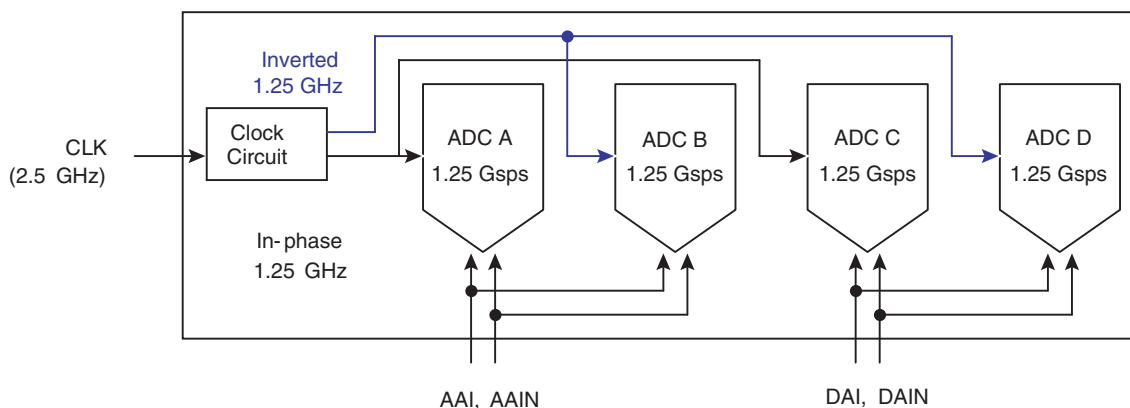 Inverted
1.25 GHz
CLK
(2.5 GHz)
Clock
Circuit
ADC A
1.25 Gsps
ADC B
1.25 Gsps
ADC C
1.25 Gsps
ADC D
1.25 Gsps
In-phase
1.25 GHz
AAI, AAIN
DAI, DAIN